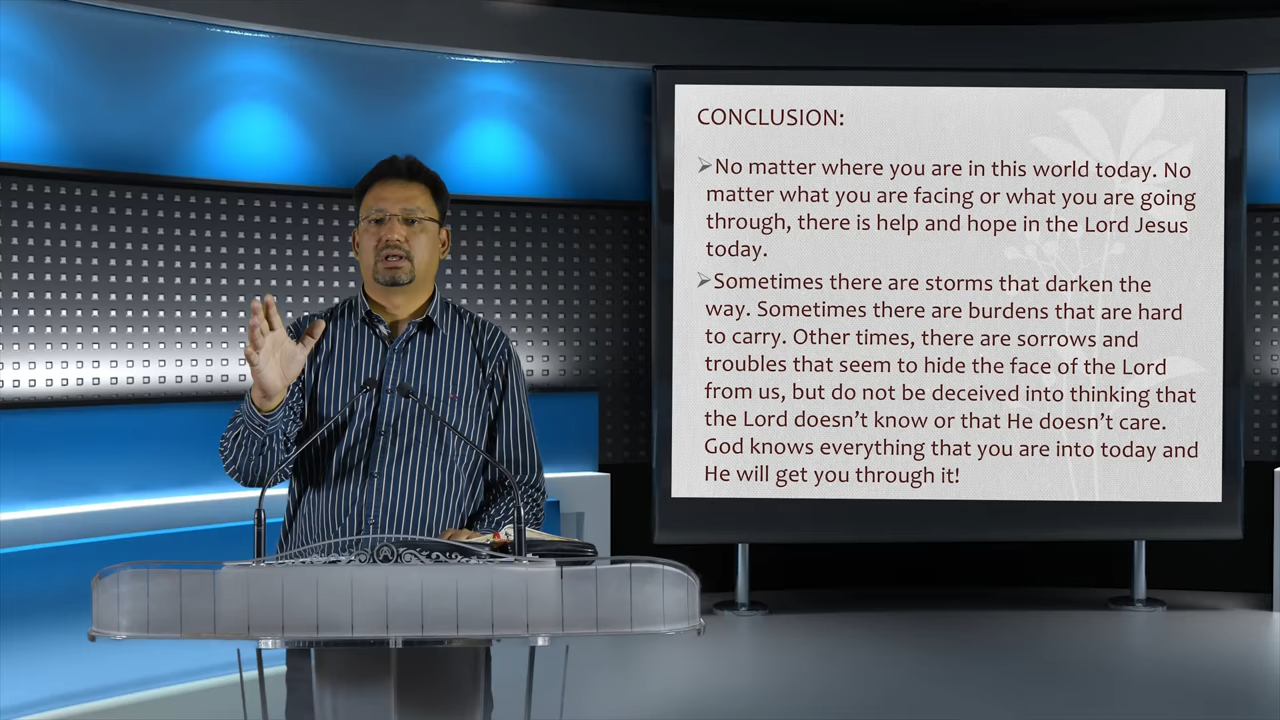 CONCLUSION:
➢No matter where you are in this world today. No
matter what you are facing or what you are going
through, there is help and hope in the Lord Jesus
today.
➢Sometimes there are storms that darken the
way. Sometimes there are burdens that are hard
to carry. Other times, there are sorrows and
troubles that seem to hide the face of the Lord
from us, but do not be deceived into thinking that
the Lord doesn’t know or that He doesn’t care.
God knows everything that you are into today and
He will get you through it!